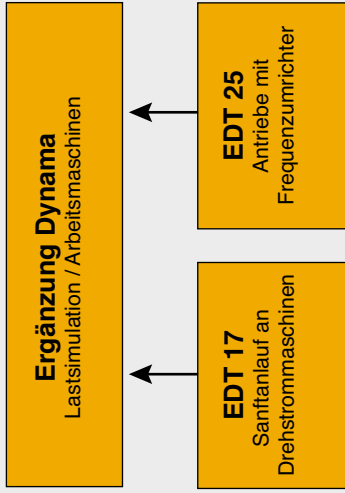 Ergänzung Dynama
Lastsimulation / Arbeitsmaschinen
EDT 17
Sanftanlauf an
Drehstrommaschinen
EDT 25
Antriebe mit
Frequenzumrichter